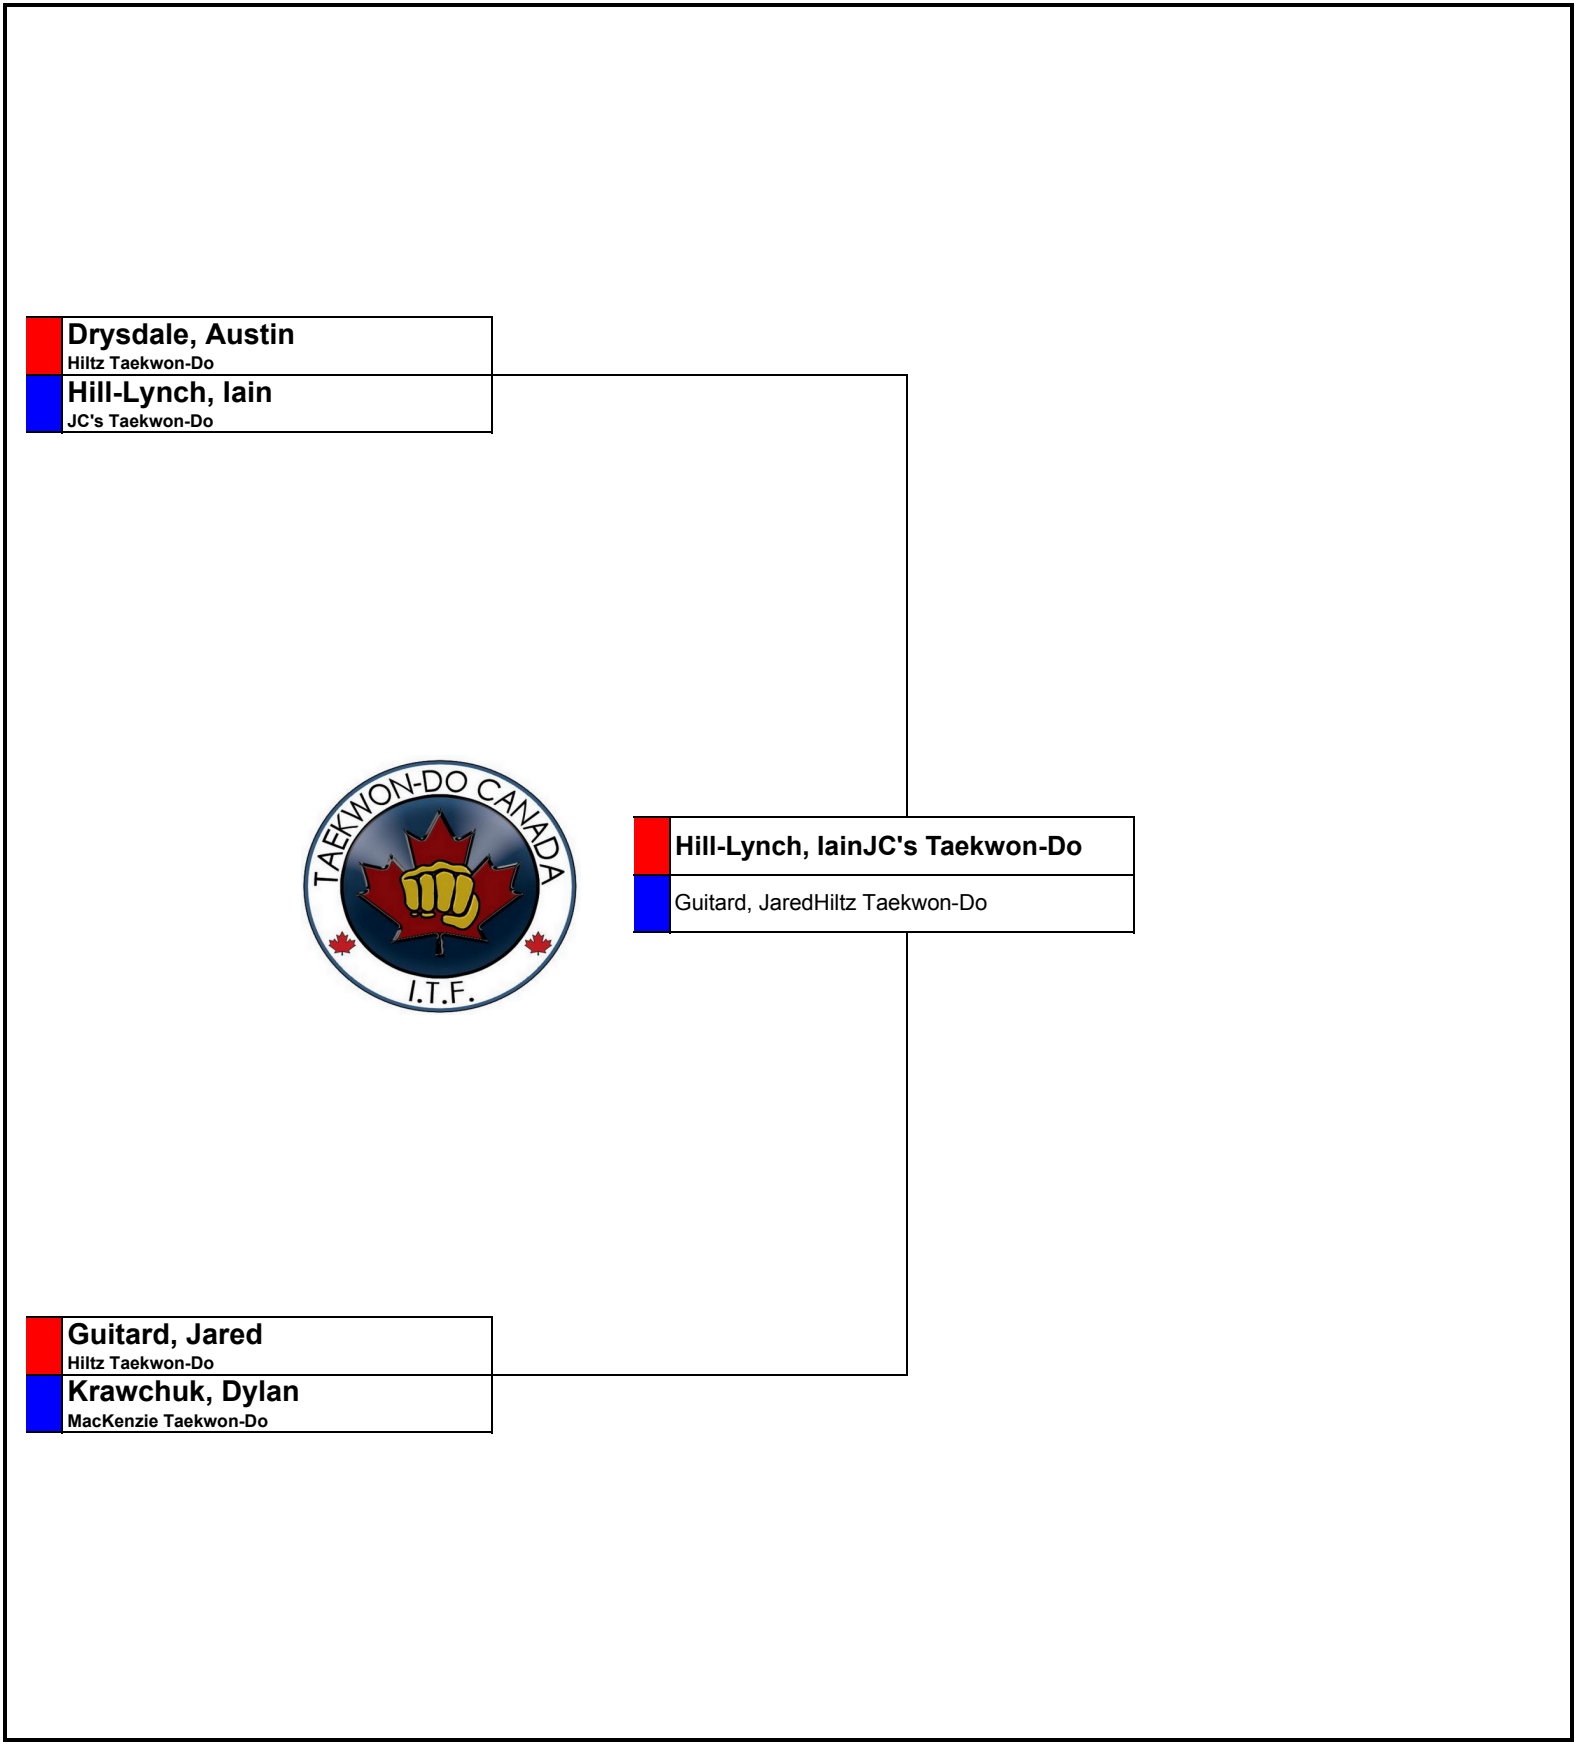 Drysdale, Austin
Hiltz Taekwon-Do
Hill-Lynch, Iain
JC's Taekwon-Do
TAEKWON-DO CANADA
I.T.F.
Hill-Lynch, IainJC's Taekwon-Do
Guitard, JaredHiltz Taekwon-Do
Guitard, Jared
Hiltz Taekwon-Do
Krawchuk, Dylan
MacKenzie Taekwon-Do